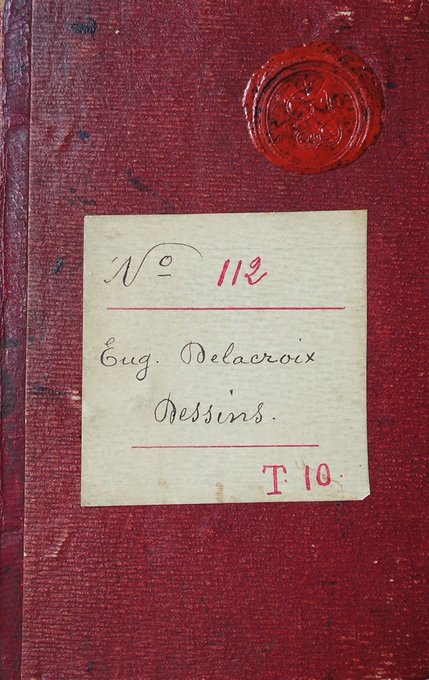 Nº 112
Eug. Delacroix
Dessins.
T. 10.